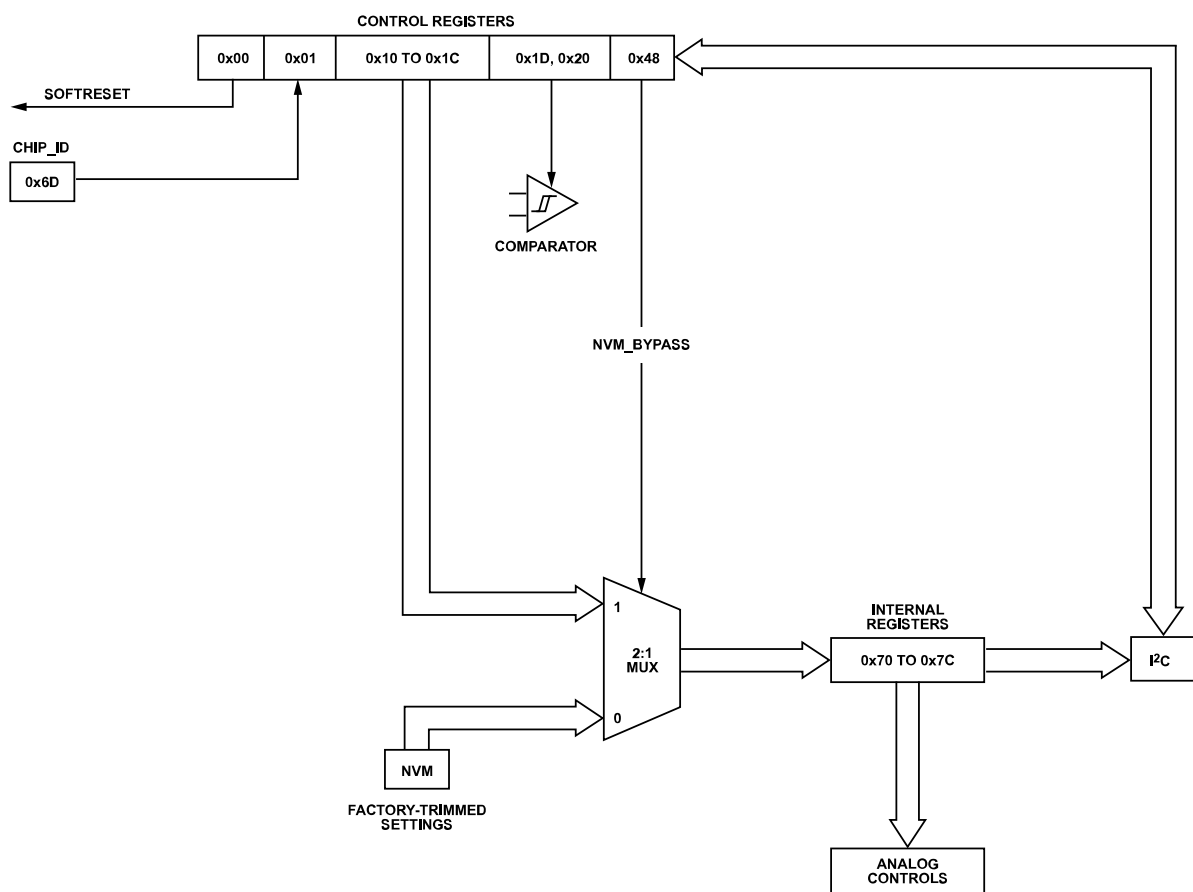 CONTROL REGISTERS
0x00
0x01
0x10 TO 0x1C
0x1D, 0x20
0x48
SOFTRESET
CHIP_ID
0x6D
COMPARATOR
NVM_BYPASS
1
2:1
MUX
0
INTERNAL
REGISTERS
0x70 TO 0x7C
I²C
NVM
FACTORY-TRIMMED
SETTINGS
ANALOG
CONTROLS